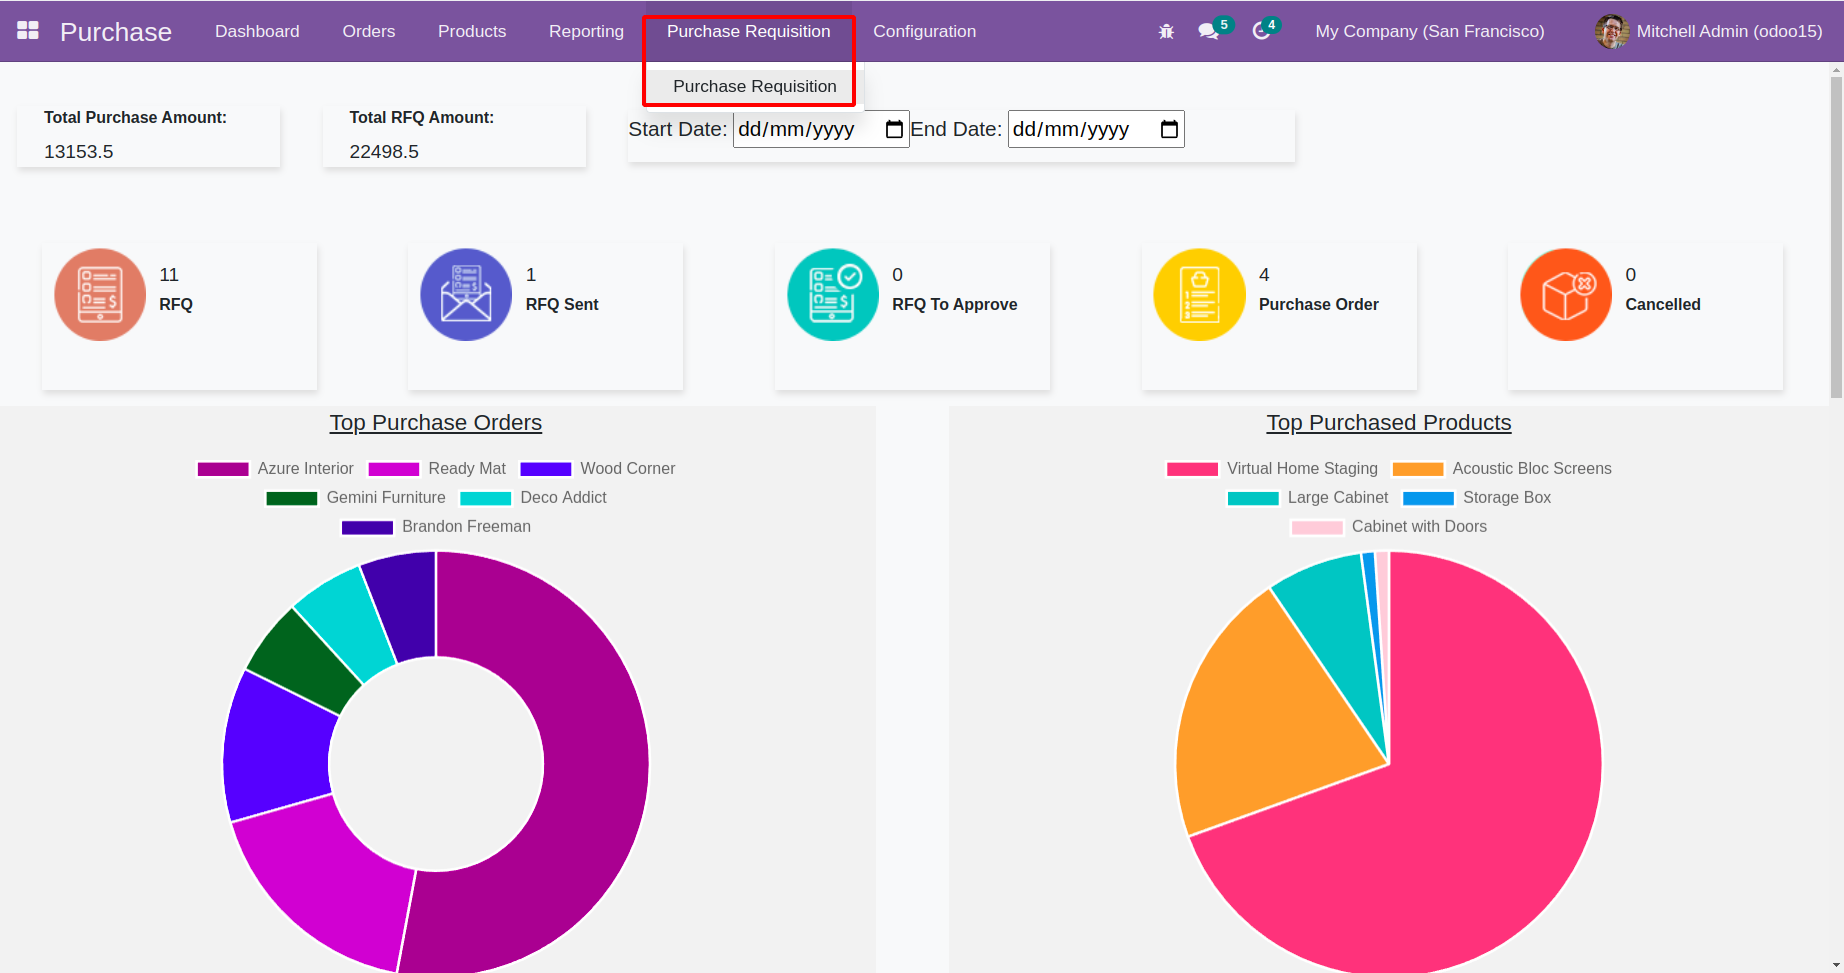 Purchase Dashboard Orders Products Reporting Purchase Requisition Configuration 5 4 My Company (San Francisco) Mitchell Admin (odoo15)
Purchase Requisition
Total Purchase Amount:
13153.5
Total RFQ Amount:
22498.5
Start Date: dd/mm/yyyy End Date: dd/mm/yyyy
11
RFQ
1
RFQ Sent
0
RFQ To Approve
4
Purchase Order
0
Cancelled
Top Purchase Orders
Azure Interior Ready Mat Wood Corner
Gemini Furniture Deco Addict
Brandon Freeman
Top Purchased Products
Virtual Home Staging Acoustic Bloc Screens
Large Cabinet Storage Box
Cabinet with Doors